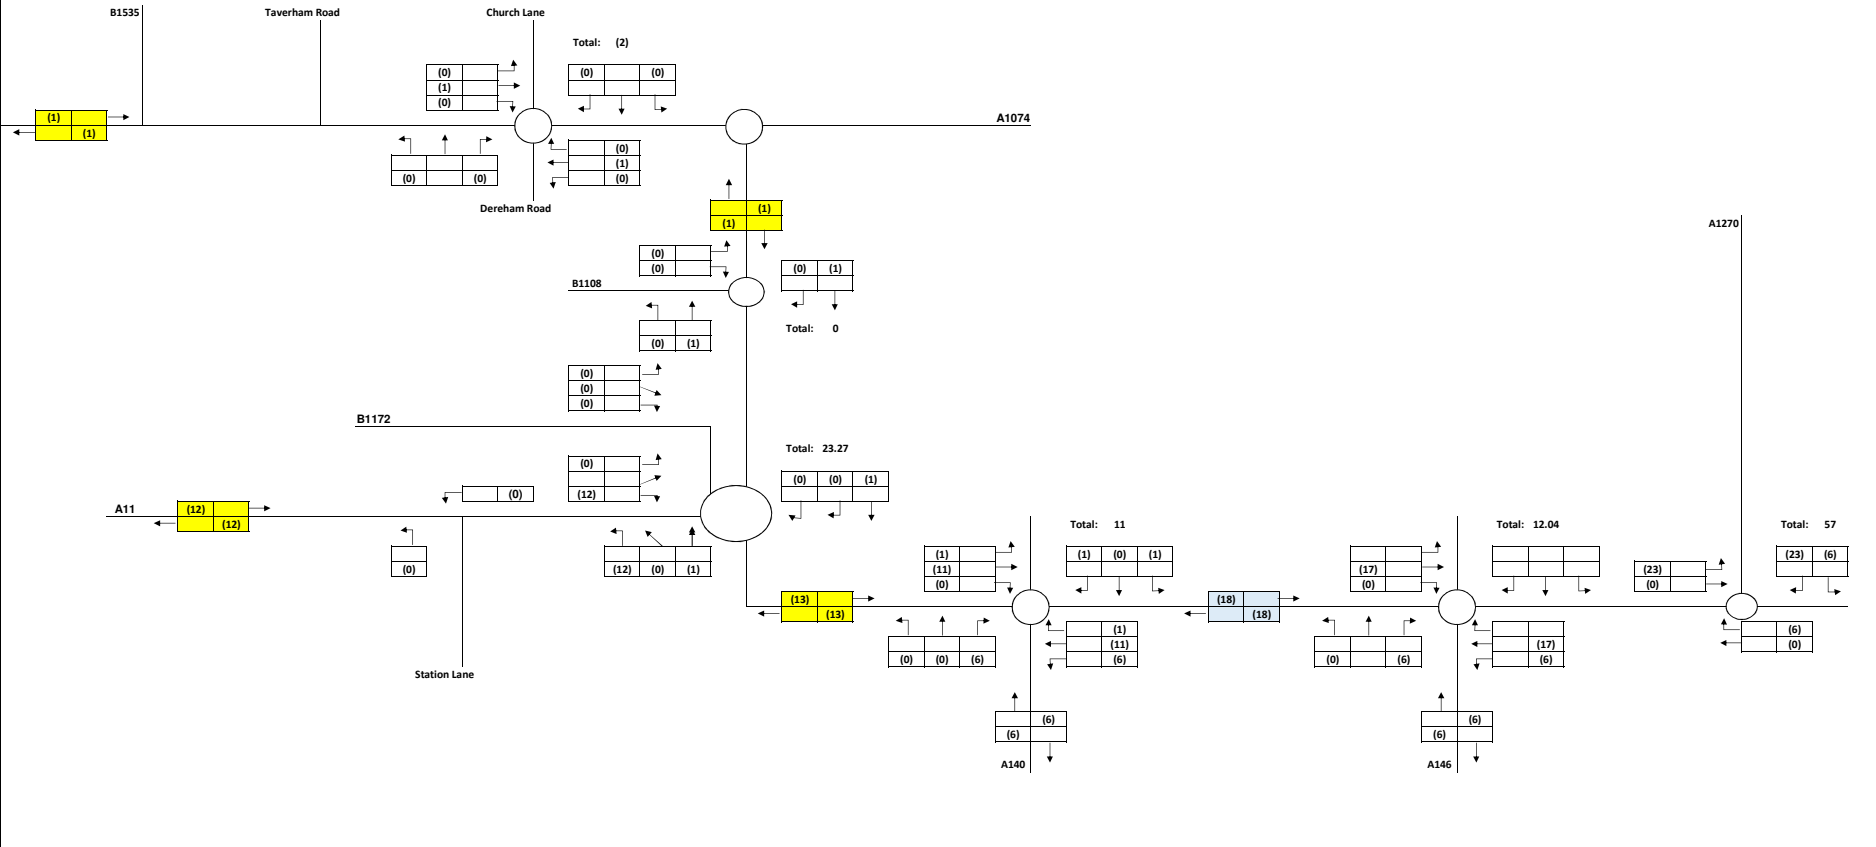 B1535 Taverham Road Church Lane
Total: (2)
(0)
(1)
(0)
(0) (0)
(1)
(1)
A1074
(0) (0)
(0)
(1)
(0)
Dereham Road
(1)
(1)
A1270
(0)
(0)
(0) (1)
B1108
Total: 0
(0) (1)
(0)
(0)
(0)
B1172
Total: 23.27
(0)
(12)
(0) (0) (1)
(0)
A11
(12)
(12)
(0)
(12) (0) (1)
Total: 11
Total: 12.04
Total: 57
(1)
(11)
(0)
(1) (0) (1)
(17)
(0)
(23)
(0)
(23) (6)
(13)
(13)
(18)
(18)
(0) (0) (6)
(1)
(11)
(6)
(0) (6)
(17)
(6)
(6)
(0)
Station Lane
(6)
(6)
(6)
(6)
A140
A146